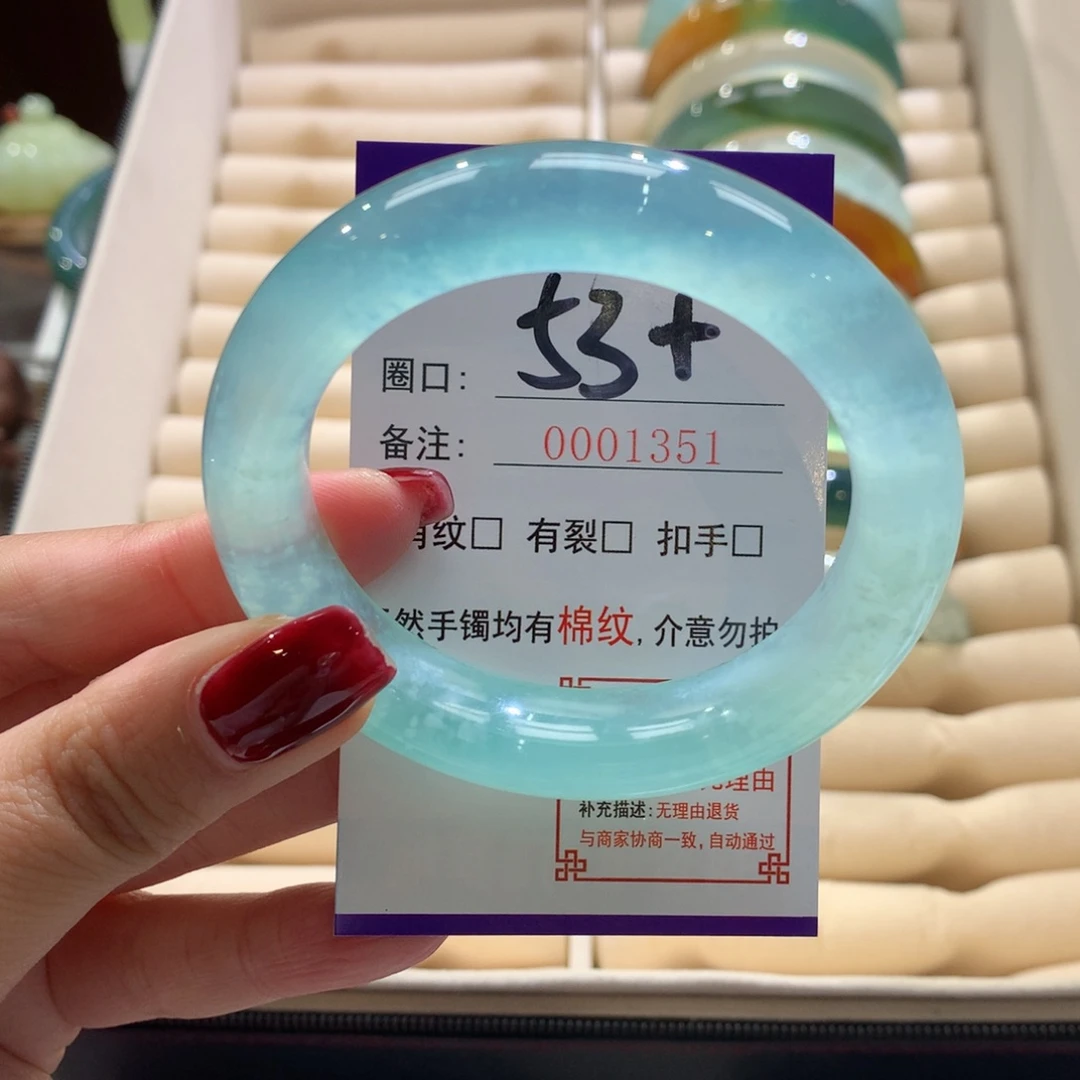 圈口: 53+
备注: 0001351
纹□ 有裂□ 扣手□
然手镯均有棉纹, 介意勿拍
理由
补充描述:无理由退货
与商家协商一致, 自动通过